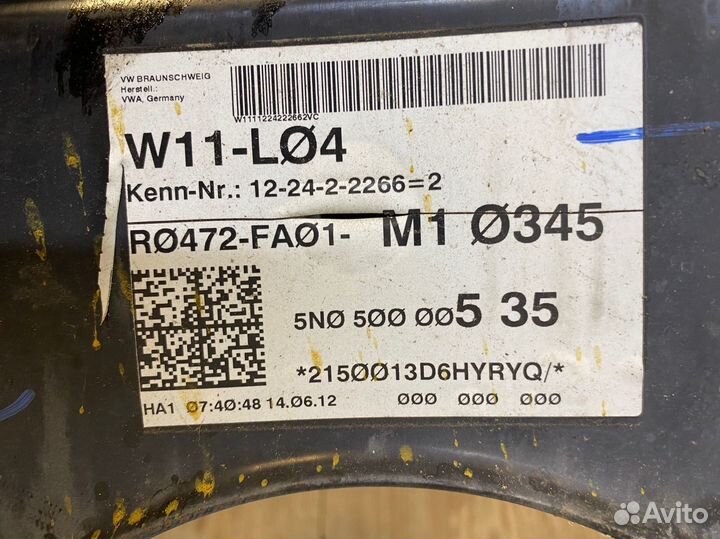 VW BRAUNSCHWEIG
Herstell.:
VWA, Germany
W1111224222662VC
W11-LØ4
Kenn-Nr.: 12-24-2-2266=2
RØ472-FAØ1- M1 Ø345
5NØ 5ØØ ØØ5 35
*215ØØ13D6HYRYQ/*
HA1 Ø7:4Ø:48 14.Ø6.12 ØØØ ØØØ ØØØ
Avito